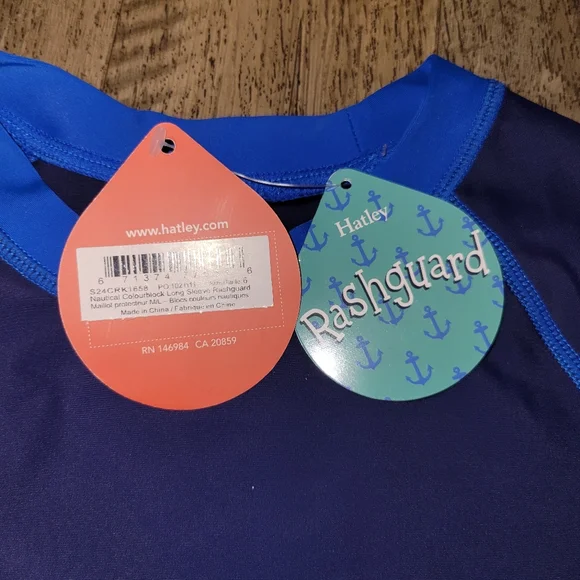 www.hatley.com
S24CRK1658
Nautical Colourblock Long Sleeve Rashguard
Made in China / Fabriqué en Chine
RN 146984 CA 20859
Hatley
Rashguard